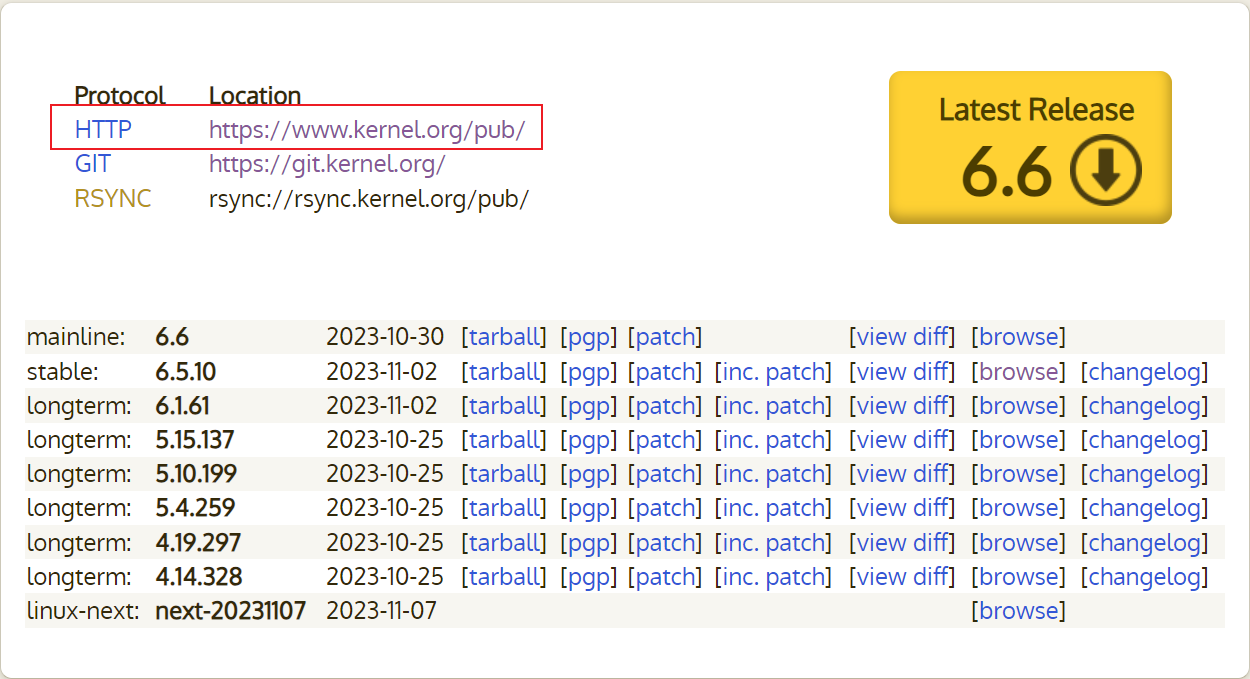 Protocol Location
HTTP https://www.kernel.org/pub/
GIT https://git.kernel.org/
RSYNC rsync://rsync.kernel.org/pub/
Latest Release
6.6
mainline: 6.6 2023-10-30 [tarball] [pgp] [patch] [view diff] [browse]
stable: 6.5.10 2023-11-02 [tarball] [pgp] [patch] [inc. patch] [view diff] [browse] [changelog]
longterm: 6.1.61 2023-11-02 [tarball] [pgp] [patch] [inc. patch] [view diff] [browse] [changelog]
longterm: 5.15.137 2023-10-25 [tarball] [pgp] [patch] [inc. patch] [view diff] [browse] [changelog]
longterm: 5.10.199 2023-10-25 [tarball] [pgp] [patch] [inc. patch] [view diff] [browse] [changelog]
longterm: 5.4.259 2023-10-25 [tarball] [pgp] [patch] [inc. patch] [view diff] [browse] [changelog]
longterm: 4.19.297 2023-10-25 [tarball] [pgp] [patch] [inc. patch] [view diff] [browse] [changelog]
longterm: 4.14.328 2023-10-25 [tarball] [pgp] [patch] [inc. patch] [view diff] [browse] [changelog]
linux-next: next-20231107 2023-11-07 [browse]